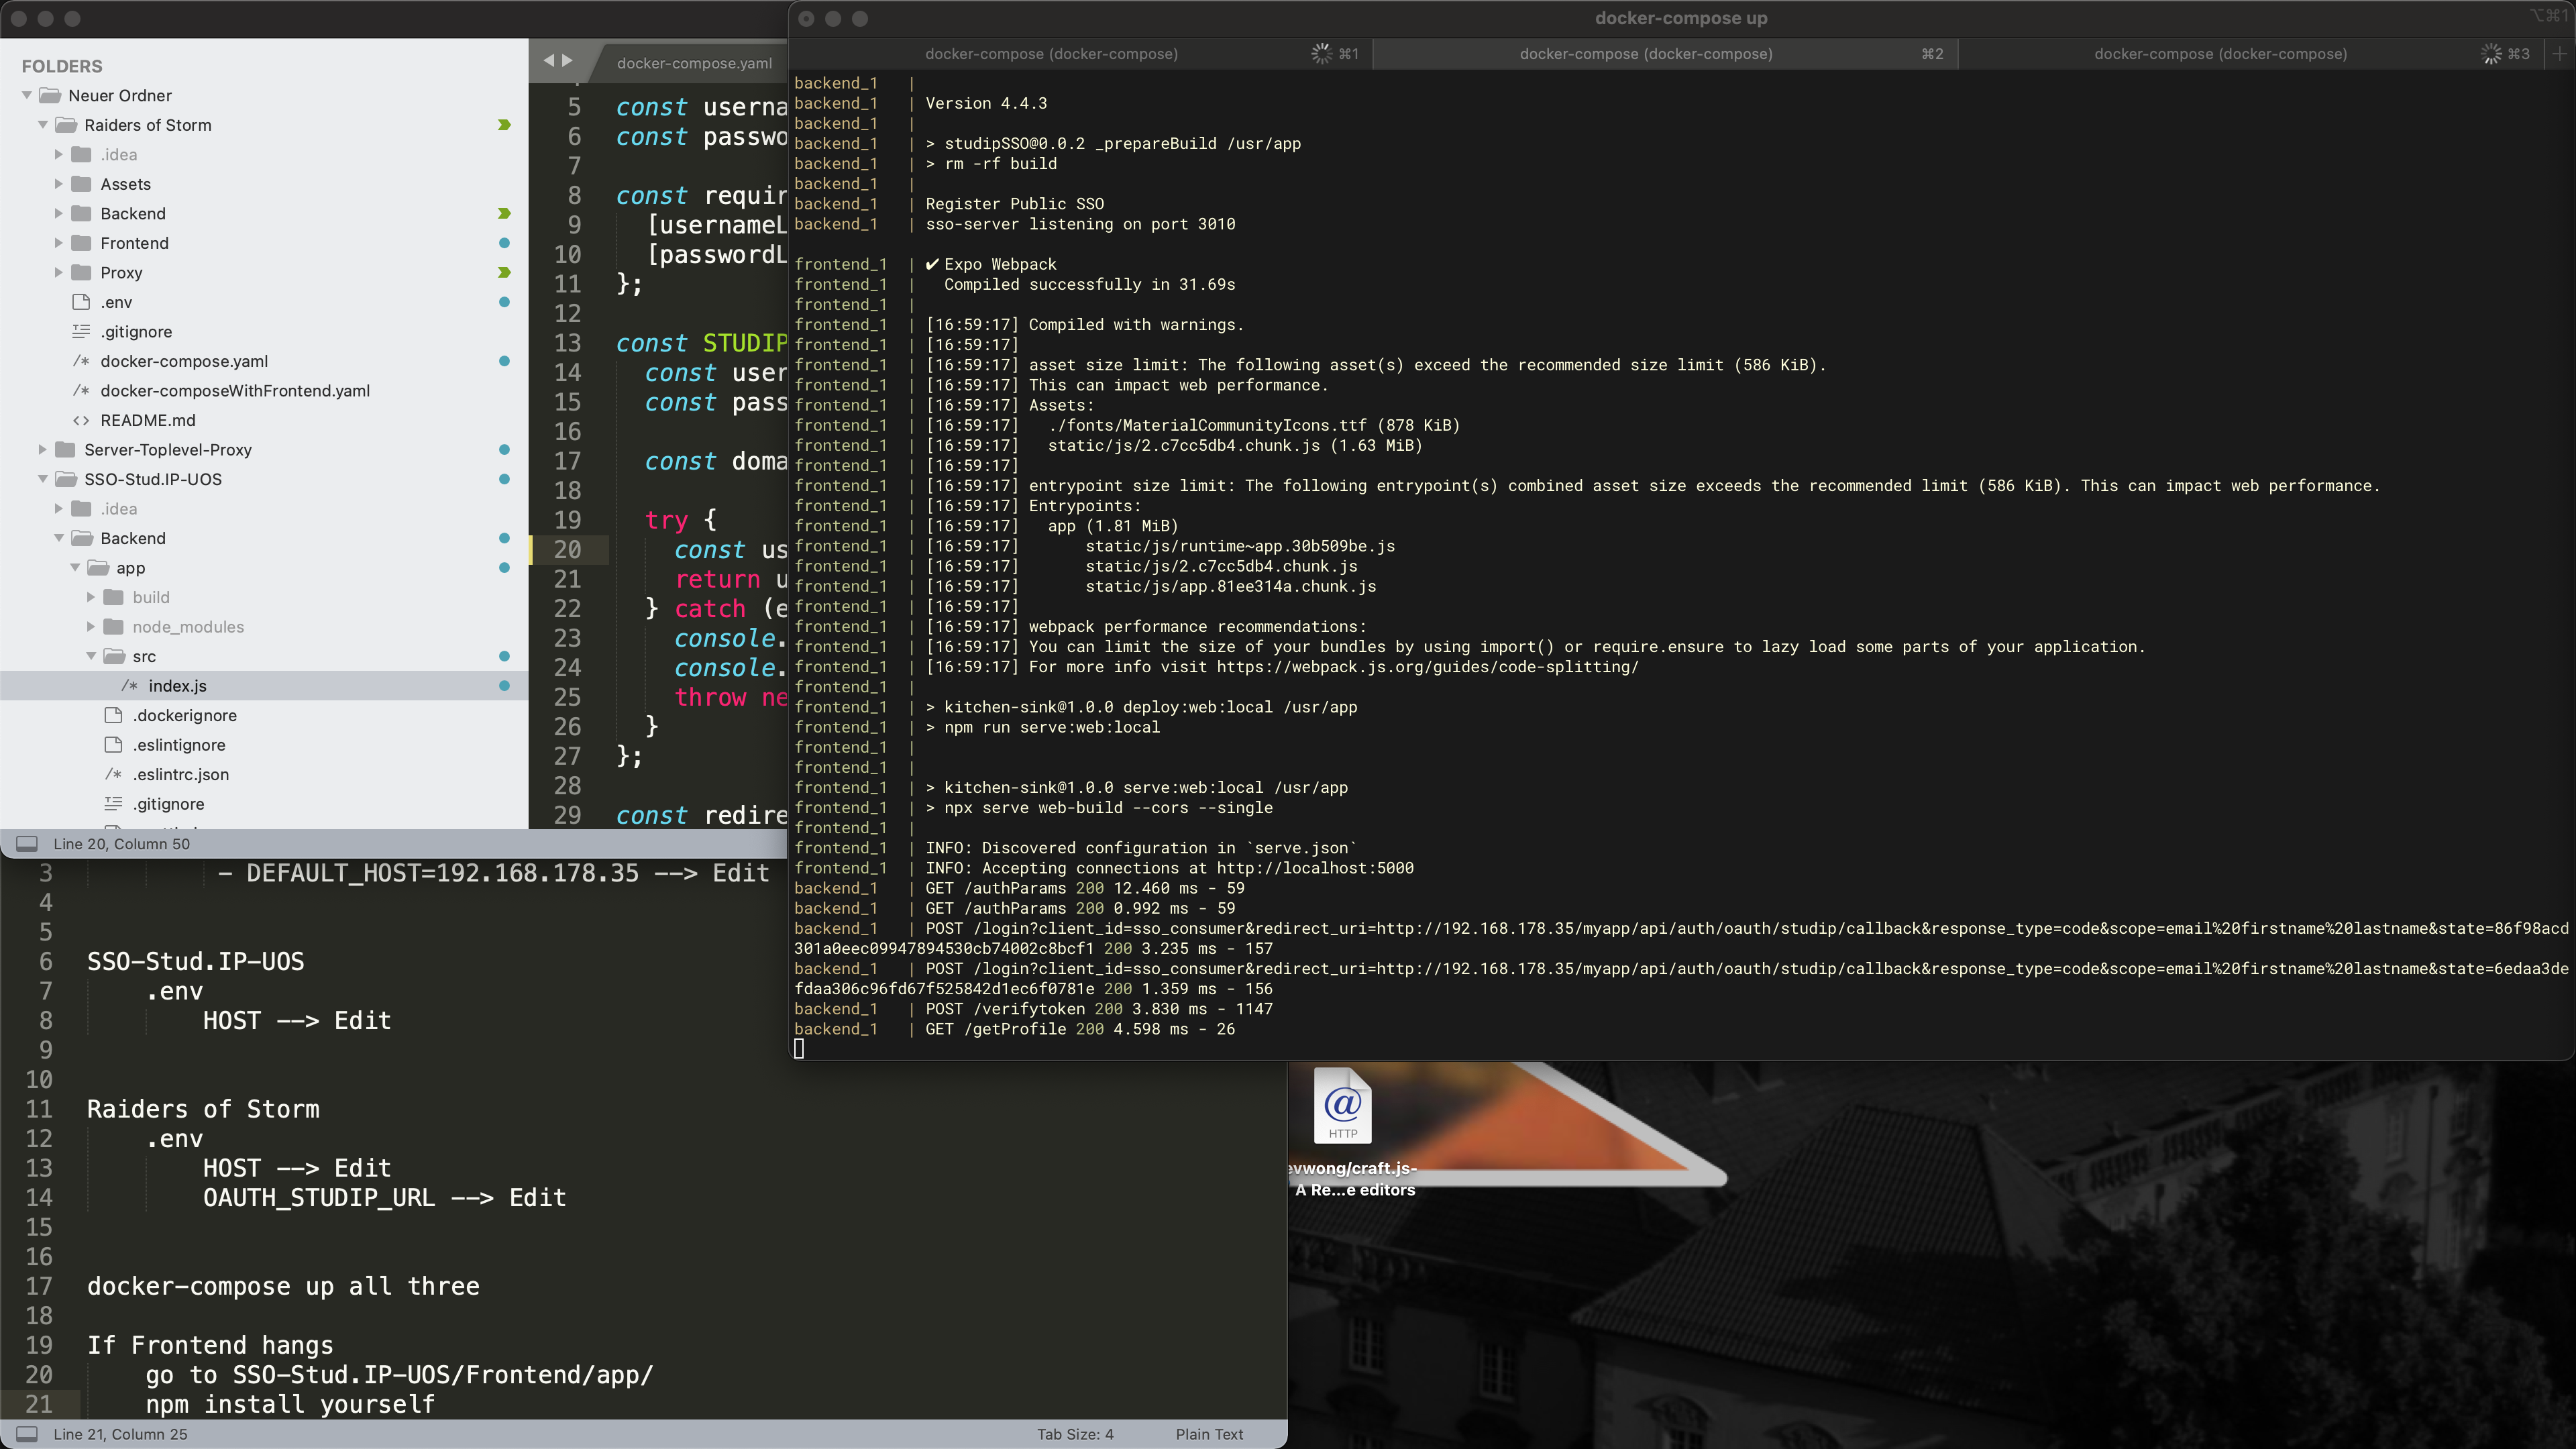 FOLDERS
Neuer Ordner
Raiders of Storm
.idea
Assets
Backend
Frontend
Proxy
.env
.gitignore
/* docker-compose.yaml
/* docker-composeWithFrontend.yaml
<> README.md
Server-Toplevel-Proxy
SSO-Stud.IP-UOS
.idea
Backend
app
build
node_modules
src
/* index.js
.dockerignore
.eslintignore
/* .eslintrc.json
.gitignore
Line 20, Column 50
docker-compose.yaml
5 const userna
6 const passwo
7
8 const requir
9 [usernameL
10 [passwordL
11 };
12
13 const STUDIP
14 const user
15 const pass
16
17 const doma
18
19 try {
20 const us
21 return u
22 } catch (e
23 console.
24 console.
25 throw ne
26 }
27 };
28
29 const redire
docker-compose up
⌥⌘1
docker-compose (docker-compose) ⌘1
docker-compose (docker-compose) ⌘2
docker-compose (docker-compose) ⌘3
backend_1 |
backend_1 | Version 4.4.3
backend_1 |
backend_1 | > studipSSO@0.0.2 _prepareBuild /usr/app
backend_1 | > rm -rf build
backend_1 |
backend_1 | Register Public SSO
backend_1 | sso-server listening on port 3010
frontend_1 | ✔ Expo Webpack
frontend_1 | Compiled successfully in 31.69s
frontend_1 |
frontend_1 | [16:59:17] Compiled with warnings.
frontend_1 | [16:59:17]
frontend_1 | [16:59:17] asset size limit: The following asset(s) exceed the recommended size limit (586 KiB).
frontend_1 | [16:59:17] This can impact web performance.
frontend_1 | [16:59:17] Assets:
frontend_1 | [16:59:17] ./fonts/MaterialCommunityIcons.ttf (878 KiB)
frontend_1 | [16:59:17] static/js/2.c7cc5db4.chunk.js (1.63 MiB)
frontend_1 | [16:59:17]
frontend_1 | [16:59:17] entrypoint size limit: The following entrypoint(s) combined asset size exceeds the recommended limit (586 KiB). This can impact web performance.
frontend_1 | [16:59:17] Entrypoints:
frontend_1 | [16:59:17] app (1.81 MiB)
frontend_1 | [16:59:17] static/js/runtime~app.30b509be.js
frontend_1 | [16:59:17] static/js/2.c7cc5db4.chunk.js
frontend_1 | [16:59:17] static/js/app.81ee314a.chunk.js
frontend_1 | [16:59:17]
frontend_1 | [16:59:17] webpack performance recommendations:
frontend_1 | [16:59:17] You can limit the size of your bundles by using import() or require.ensure to lazy load some parts of your application.
frontend_1 | [16:59:17] For more info visit https://webpack.js.org/guides/code-splitting/
frontend_1 |
frontend_1 | > kitchen-sink@1.0.0 deploy:web:local /usr/app
frontend_1 | > npm run serve:web:local
frontend_1 |
frontend_1 |
frontend_1 | > kitchen-sink@1.0.0 serve:web:local /usr/app
frontend_1 | > npx serve web-build --cors --single
frontend_1 |
frontend_1 | INFO: Discovered configuration in `serve.json`
frontend_1 | INFO: Accepting connections at http://localhost:5000
backend_1 | GET /authParams 200 12.460 ms - 59
backend_1 | GET /authParams 200 0.992 ms - 59
backend_1 | POST /login?client_id=sso_consumer&redirect_uri=http://192.168.178.35/myapp/api/auth/oauth/studip/callback&response_type=code&scope=email%20firstname%20lastname&state=86f98acd
301a0eec09947894530cb74002c8bcf1 200 3.235 ms - 157
backend_1 | POST /login?client_id=sso_consumer&redirect_uri=http://192.168.178.35/myapp/api/auth/oauth/studip/callback&response_type=code&scope=email%20firstname%20lastname&state=6edaa3de
fdaa306c96fd67f525842d1ec6f0781e 200 1.359 ms - 156
backend_1 | POST /verifytoken 200 3.830 ms - 1147
backend_1 | GET /getProfile 200 4.598 ms - 26
3 - DEFAULT_HOST=192.168.178.35 --> Edit
4
5
6 SSO-Stud.IP-UOS
7 .env
8 HOST --> Edit
9
10
11 Raiders of Storm
12 .env
13 HOST --> Edit
14 OAUTH_STUDIP_URL --> Edit
15
16
17 docker-compose up all three
18
19 If Frontend hangs
20 go to SSO-Stud.IP-UOS/Frontend/app/
21 npm install yourself
Line 21, Column 25
Tab Size: 4
Plain Text
@
HTTP
evwong/craft.js-
A Re...e editors